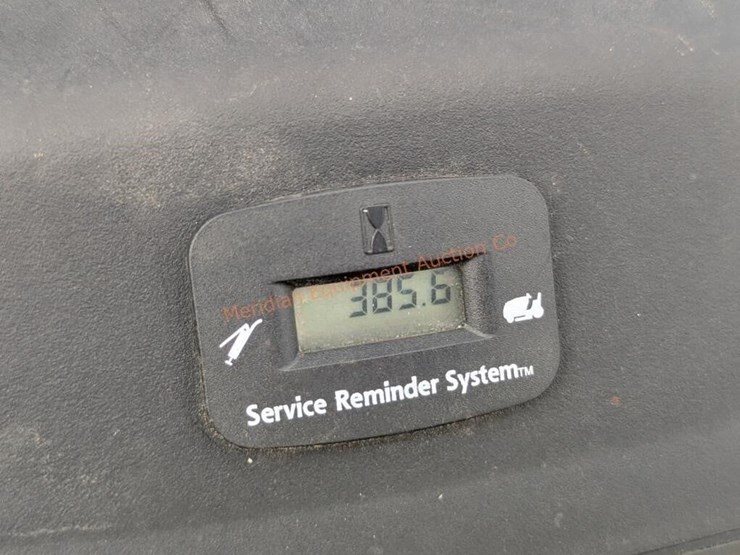 Meridian Equipment Auction Co
385.6
Service Reminder System™